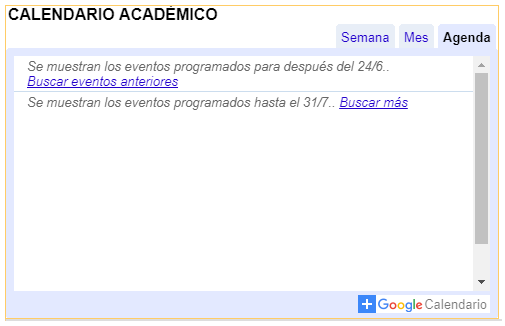 CALENDARIO ACADÉMICO
Semana Mes Agenda
Se muestran los eventos programados para después del 24/6..
Buscar eventos anteriores
Se muestran los eventos programados hasta el 31/7.. Buscar más
Google Calendario